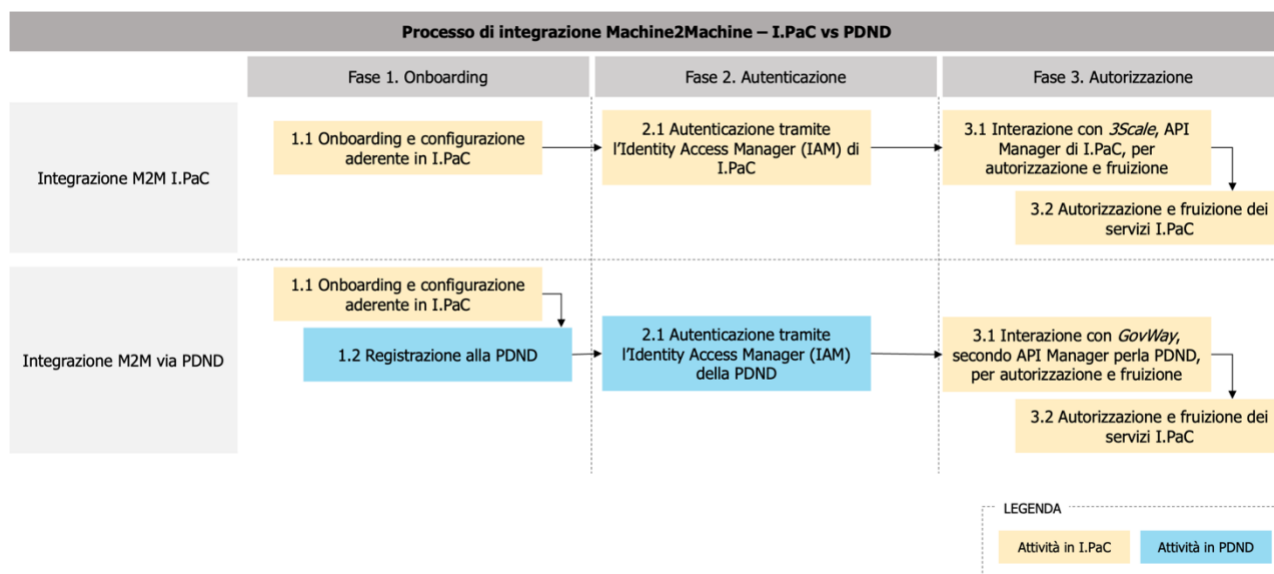 Processo di integrazione Machine2Machine – I.PaC vs PDND
Fase 1. Onboarding
Fase 2. Autenticazione
Fase 3. Autorizzazione
Integrazione M2M I.PaC
1.1 Onboarding e configurazione
aderente in I.PaC
2.1 Autenticazione tramite
l'Identity Access Manager (IAM) di
I.PaC
3.1 Interazione con 3Scale, API
Manager di I.PaC, per
autorizzazione e fruizione
3.2 Autorizzazione e fruizione dei
servizi I.PaC
Integrazione M2M via PDND
1.1 Onboarding e configurazione
aderente in I.PaC
1.2 Registrazione alla PDND
2.1 Autenticazione tramite
l'Identity Access Manager (IAM)
della PDND
3.1 Interazione con GovWay,
secondo API Manager perla PDND,
per autorizzazione e fruizione
3.2 Autorizzazione e fruizione dei
servizi I.PaC
LEGENDA
Attività in I.PaC
Attività in PDND